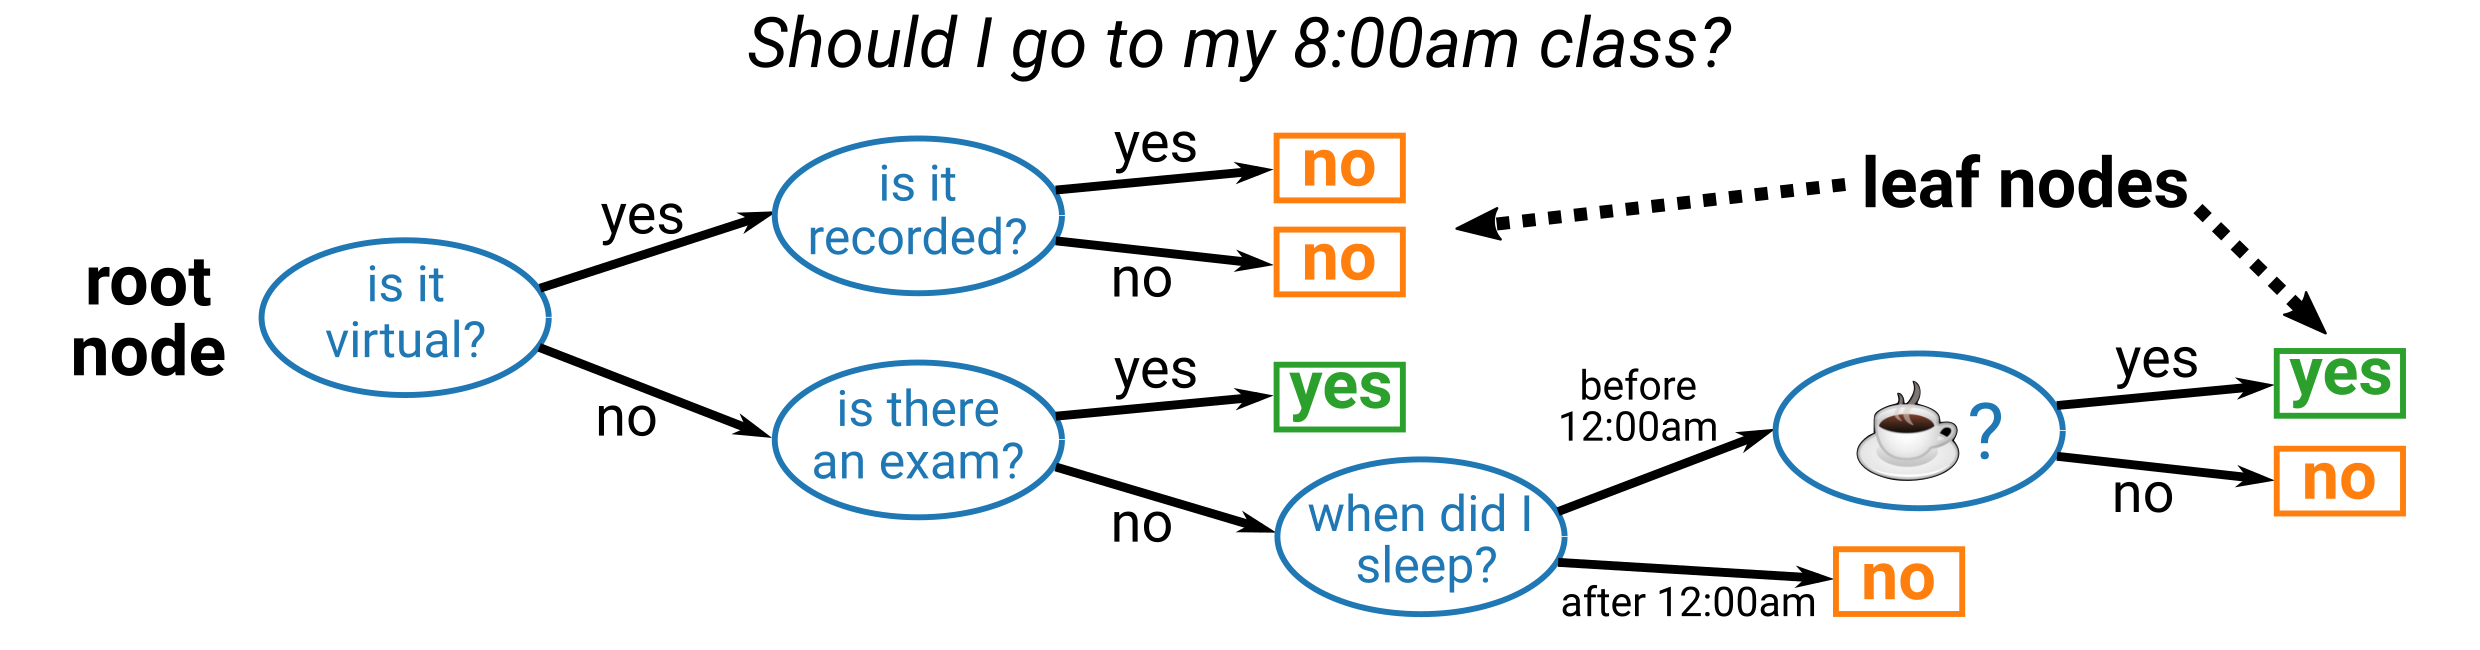 Should I go to my 8:00am class?
root
node
is it
virtual?
yes
no
is it
recorded?
yes
no
no
no
leaf nodes
is there
an exam?
yes
yes
no
when did I
sleep?
before
12:00am
after 12:00am
no
?
yes
yes
no
no